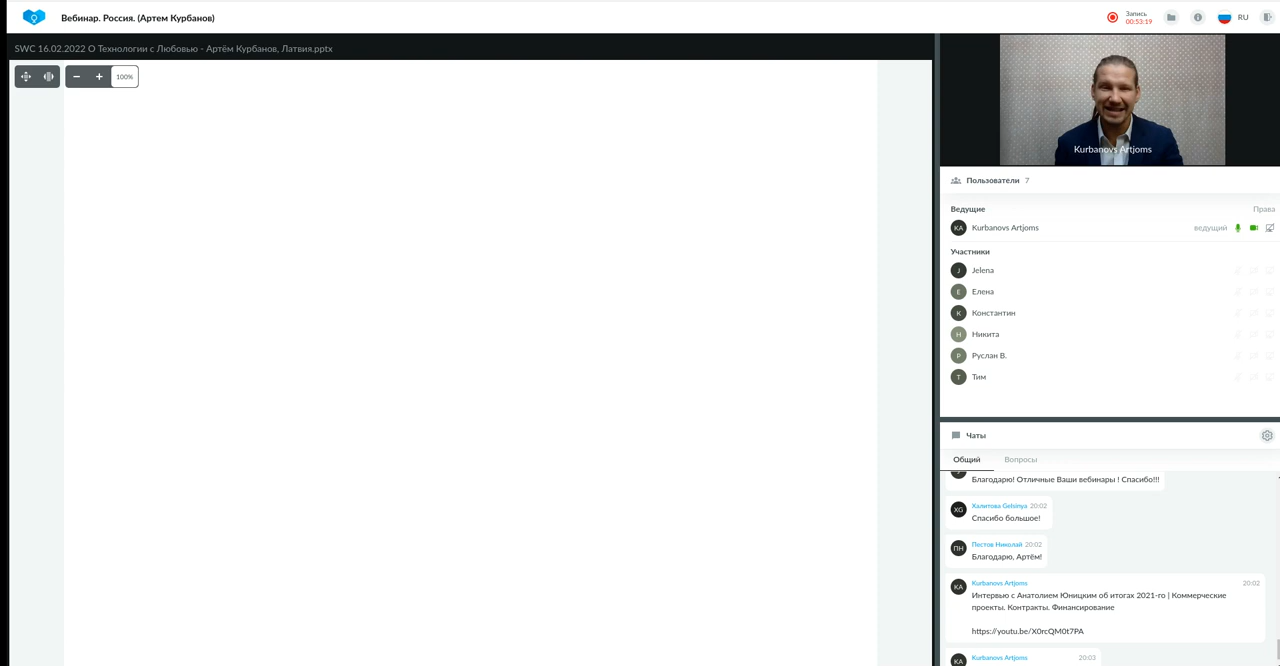 Вебинар. Россия. (Артем Курбанов)
Запись
00:53:19
RU
SWC 16.02.2022 О Технологии с Любовью - Артём Курбанов, Латвия.pptx
100%
Kurbanovs Artjoms
Пользователи 7
Ведущие Права
KA Kurbanovs Artjoms ведущий
Участники
J Jelena
Е Елена
К Константин
Н Никита
Р Руслан В.
Т Тим
Чаты
Общий Вопросы
Благодарю! Отличные Ваши вебинары ! Спасибо!!!
XG Халитова Gelsinya 20:02
Спасибо большое!
ПН Пестов Николай 20:02
Благодарю, Артём!
KA Kurbanovs Artjoms 20:02
Интервью с Анатолием Юницким об итогах 2021-го | Коммерческие
проекты. Контракты. Финансирование
https://youtu.be/X0rcQM0t7PA
KA Kurbanovs Artjoms 20:03